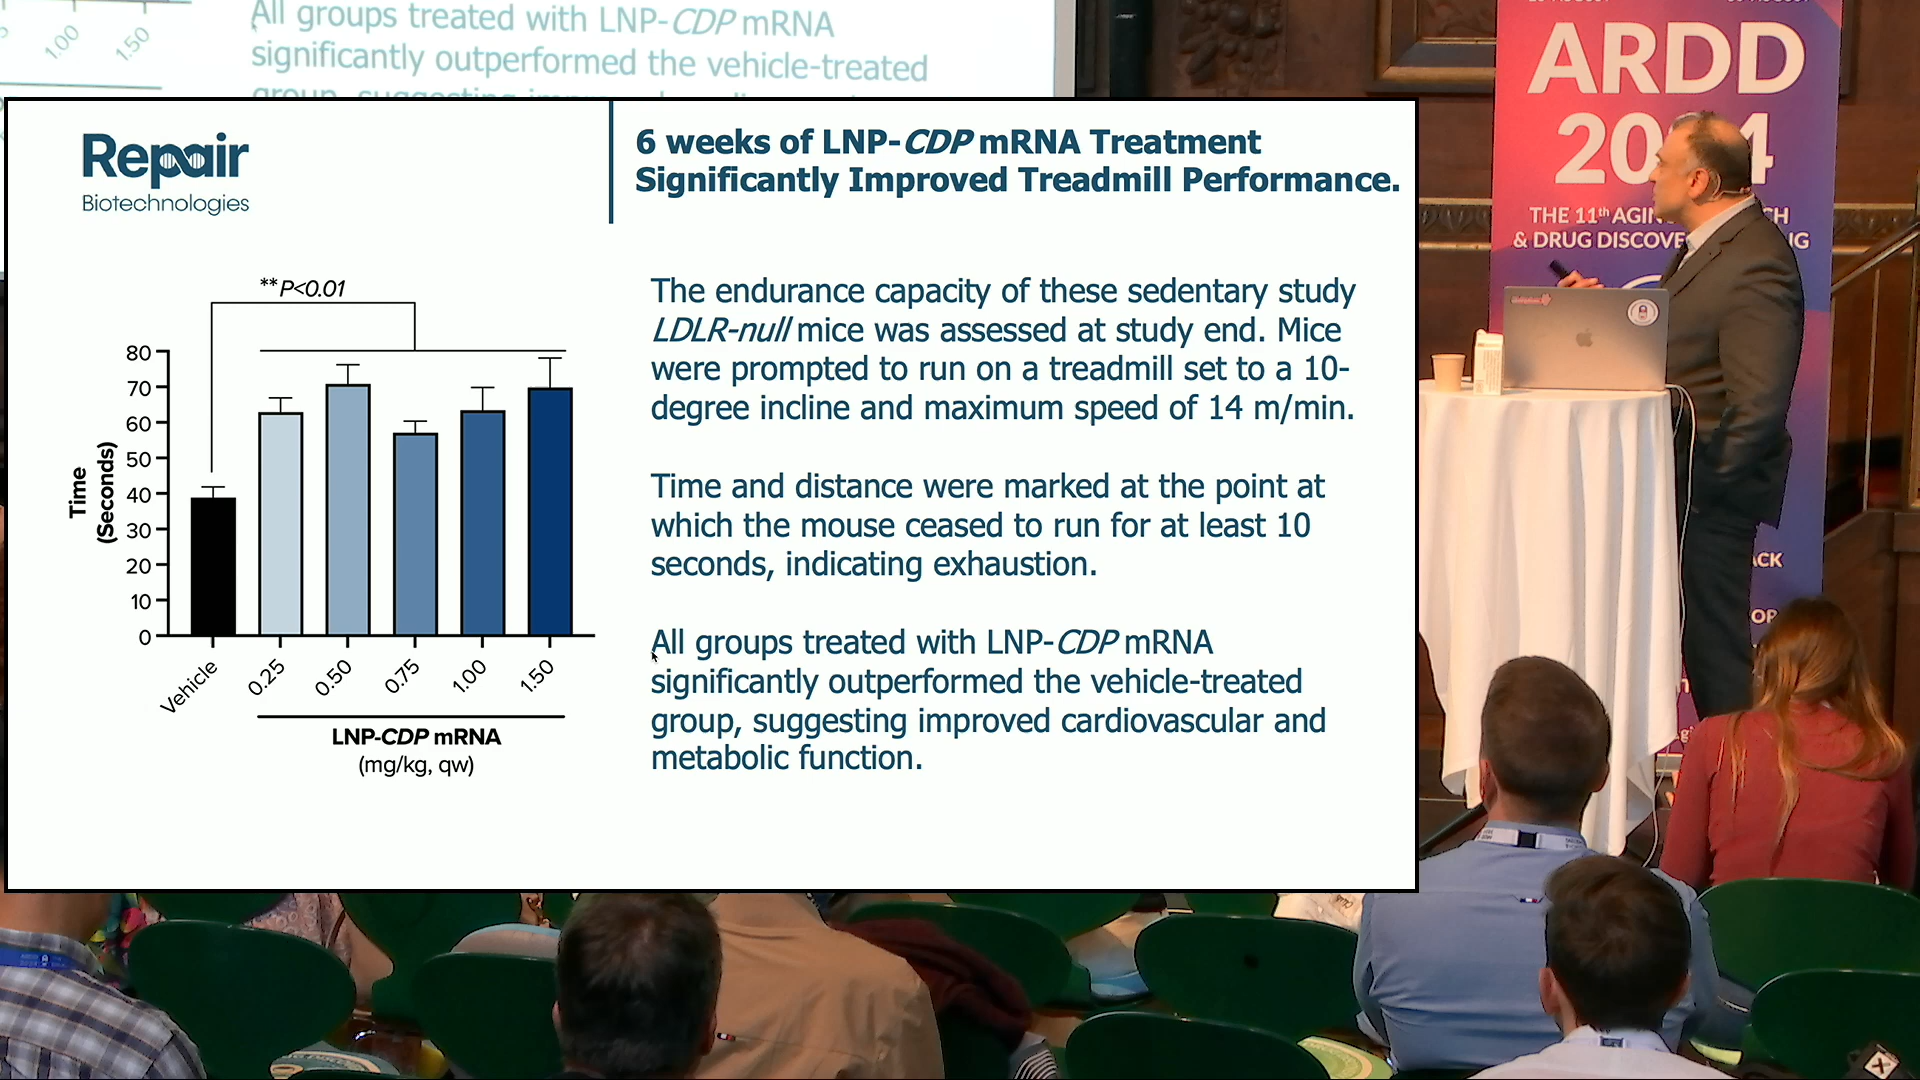 All groups treated with LNP-CDP mRNA
significantly outperformed the vehicle-treated
100
150
ARDD
THE 11th
& DRUG
Repair
Biotechnologies
6 weeks of LNP-CDP mRNA Treatment
Significantly Improved Treadmill Performance.
**P<0.01
80
70
60
50
40
30
20
10
0
Time
(Seconds)
Vehicle
0.25
0.50
0.75
1.00
1.50
LNP-CDP mRNA
(mg/kg, qw)
The endurance capacity of these sedentary study
LDLR-null mice was assessed at study end. Mice
were prompted to run on a treadmill set to a 10-
degree incline and maximum speed of 14 m/min.
Time and distance were marked at the point at
which the mouse ceased to run for at least 10
seconds, indicating exhaustion.
All groups treated with LNP-CDP mRNA
significantly outperformed the vehicle-treated
group, suggesting improved cardiovascular and
metabolic function.